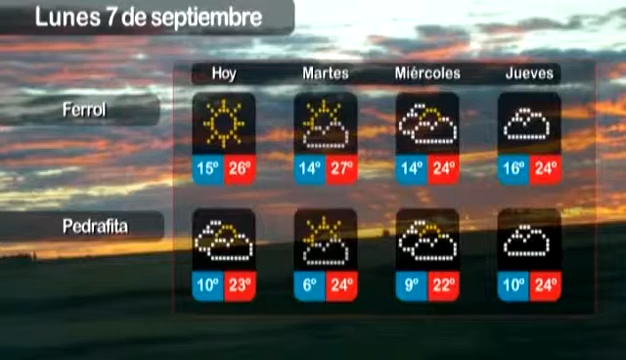 Lunes 7 de septiembre
Hoy Martes Miércoles Jueves
Ferrol
15º 26º 14º 27º 14º 24º 16º 24º
Pedrafita
10º 23º 6º 24º 9º 22º 10º 24º